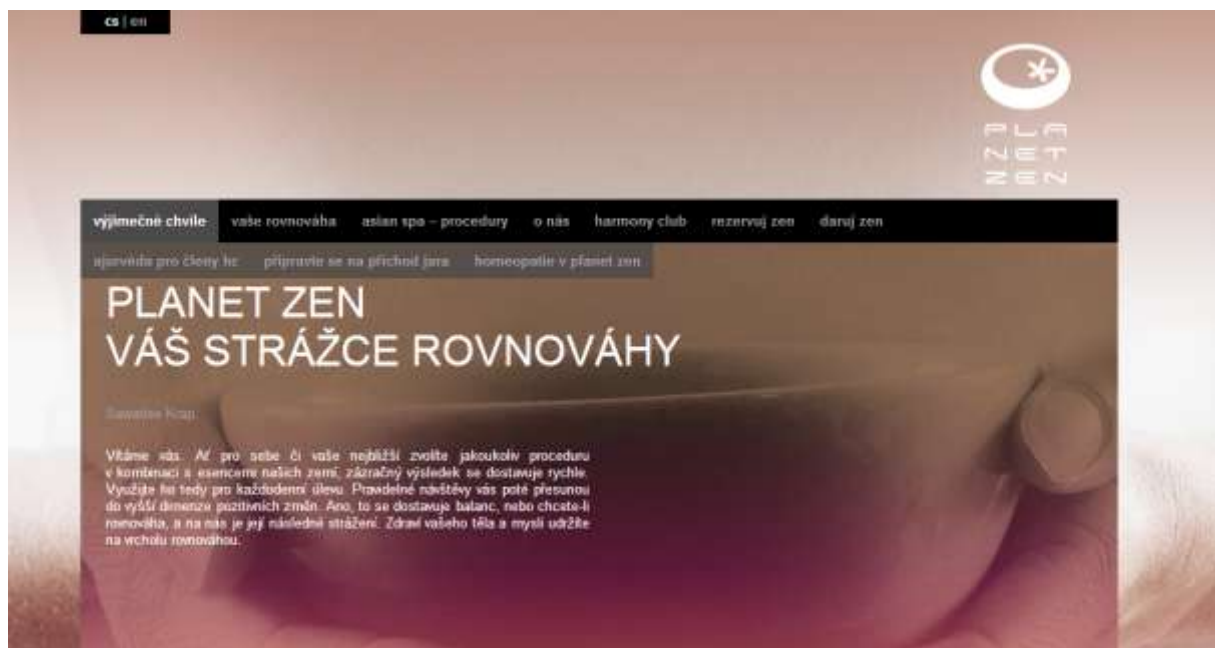 cs | en
PLA
NET
ZEN
výjimečné chvíle vaše rovnováha asian spa – procedury o nás harmony club rezervuj zen daruj zen
ajurvéda pro členy hc připravte se na příchod jara homeopatie v planet zen
PLANET ZEN
VÁŠ STRÁŽCE ROVNOVÁHY
Vítáme vás. Ať pro sebe či vaše nejbližší zvolíte jakoukoliv proceduru
v kombinaci s esencemi našich zemí, zázračný výsledek se dostavuje rychle.
Využijte ho tedy pro každodenní úlevu. Pravidelné návštěvy vás poté přesunou
do vyšší dimenze pozitivních změn. Ano, to se dostavuje balanc, nebo chcete-li
rovnováha, a na nás je její následné strážení. Zdraví vašeho těla a mysli udržíte
na vrcholu rovnováhou.